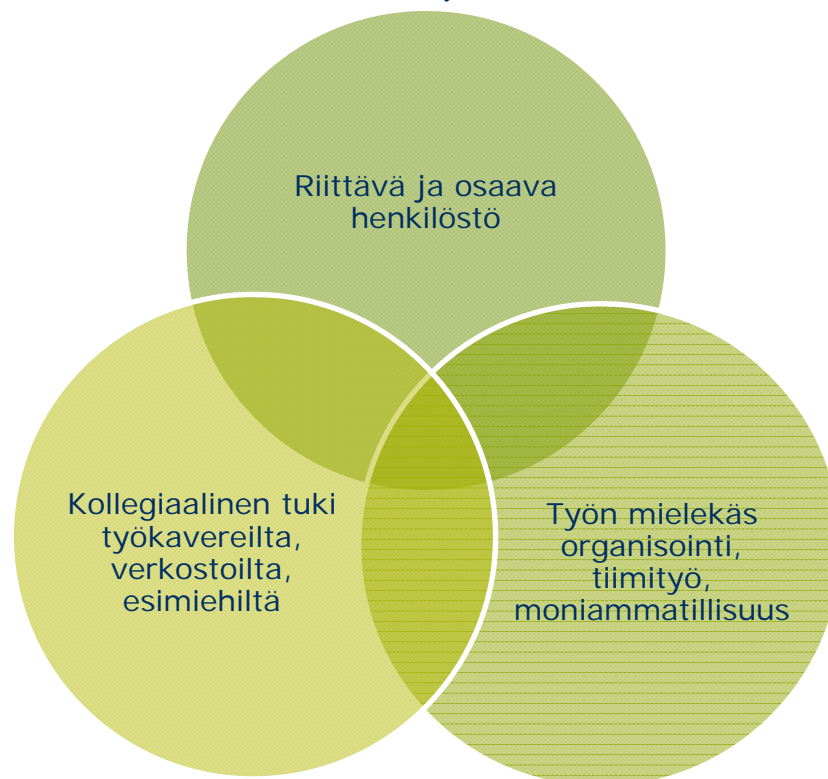 Riittävä ja osaava
henkilöstö
Kollegiaalinen tuki
työkavereilta,
verkostoilta,
esimiehiltä
Työn mielekäs
organisointi,
tiimityö,
moniammatillisuus